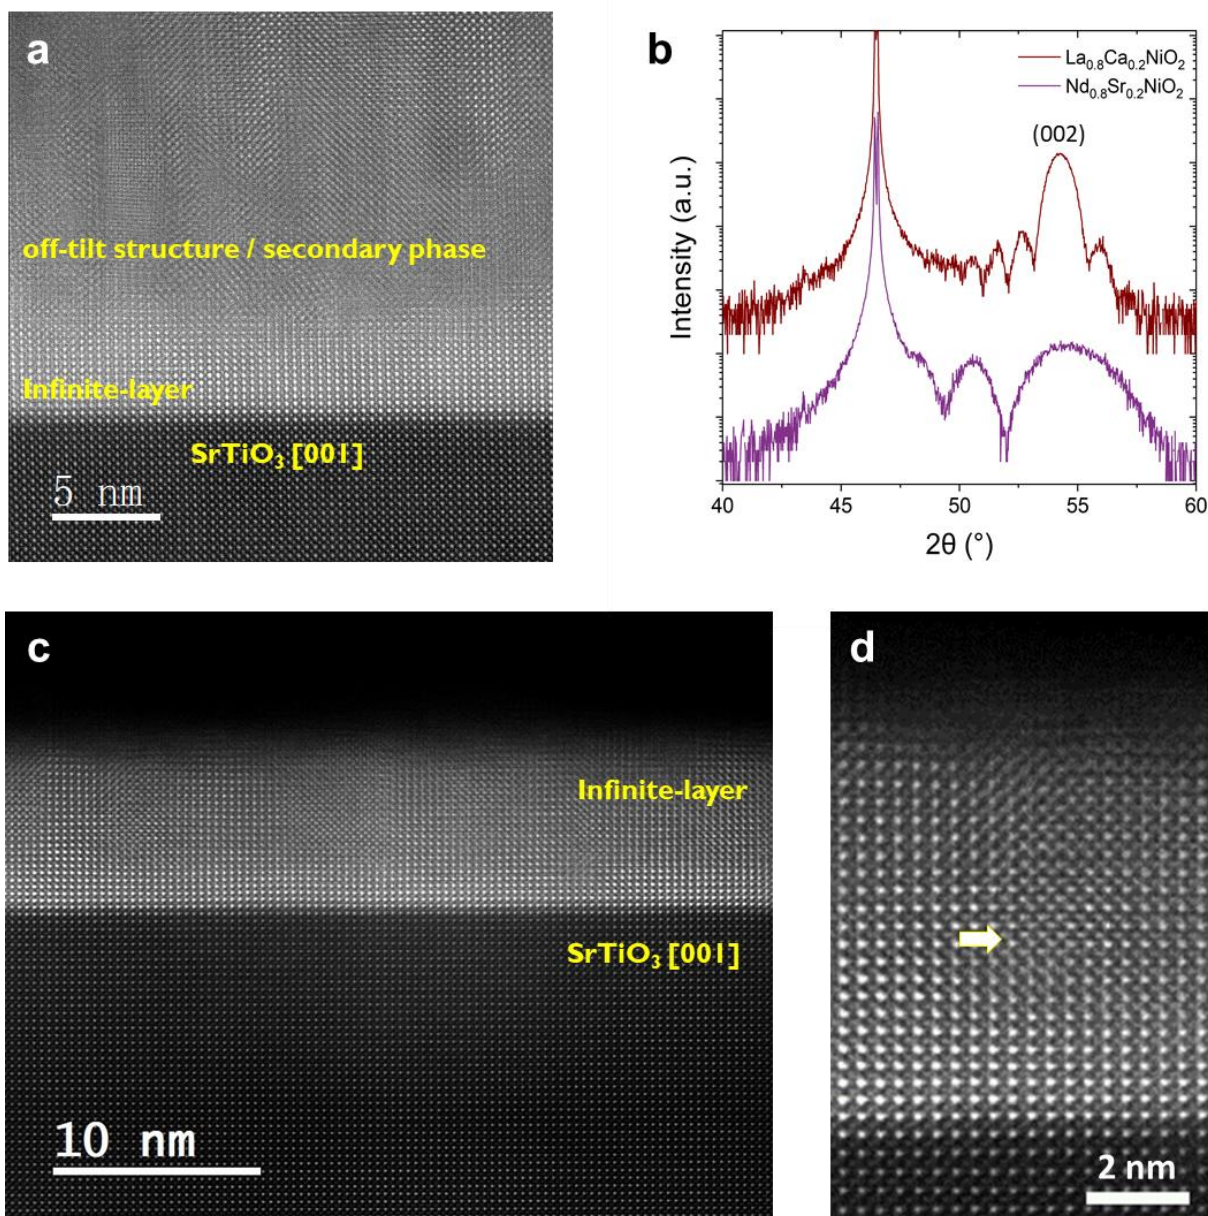 a
off-tilt structure / secondary phase
Infinite-layer
SrTiO₃ [001]
5 nm
b
La₀.₈Ca₀.₂NiO₂
Nd₀.₈Sr₀.₂NiO₂
(002)
Intensity (a.u.)
40 45 50 55 60
2θ (°)
c
Infinite-layer
SrTiO₃ [001]
10 nm
d
2 nm